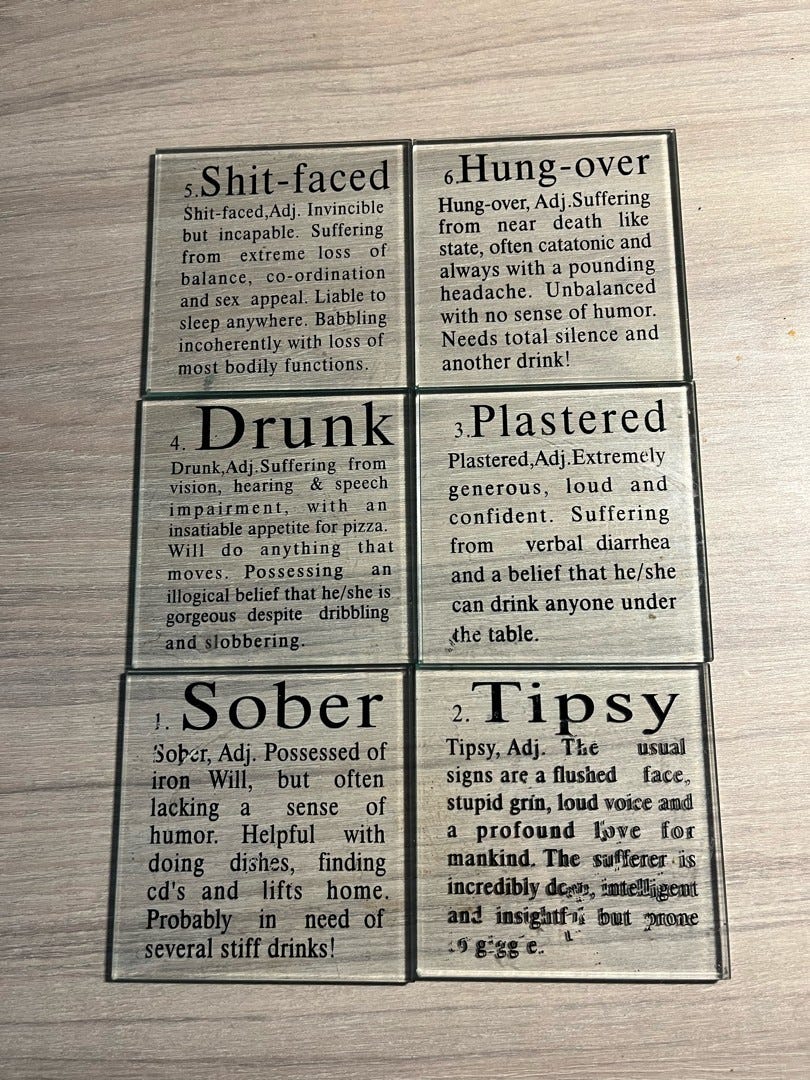 5.Shit-faced
Shit-faced,Adj. Invincible
but incapable. Suffering
from extreme loss of
balance, co-ordination
and sex appeal. Liable to
sleep anywhere. Babbling
incoherently with loss of
most bodily functions.
6.Hung-over
Hung-over, Adj.Suffering
from near death like
state, often catatonic and
always with a pounding
headache. Unbalanced
with no sense of humor.
Needs total silence and
another drink!
4. Drunk
Drunk,Adj.Suffering from
vision, hearing & speech
impairment, with an
insatiable appetite for pizza.
Will do anything that
moves. Possessing an
illogical belief that he/she is
gorgeous despite dribbling
and slobbering.
3.Plastered
Plastered,Adj.Extremely
generous, loud and
confident. Suffering
from verbal diarrhea
and a belief that he/she
can drink anyone under
the table.
1. Sober
Sober, Adj. Possessed of
iron Will, but often
lacking a sense of
humor. Helpful with
doing dishes, finding
cd's and lifts home.
Probably in need of
several stiff drinks!
2. Tipsy
Tipsy, Adj. The usual
signs are a flushed face,
stupid grin, loud voice and
a profound love for
mankind. The sufferer is
incredibly deep, intelligent
and insightful but prone